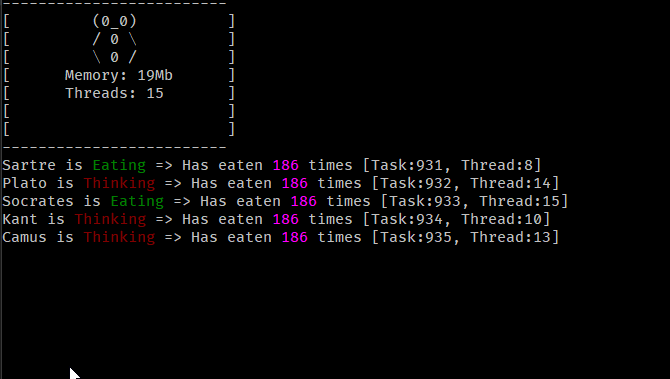 -------------------------
[         (0_0)          ]
[         / 0 \          ]
[         \ 0 /          ]
[      Memory: 19Mb      ]
[      Threads: 15       ]
[                        ]
[                        ]
-------------------------
Sartre is Eating => Has eaten 186 times [Task:931, Thread:8]
Plato is Thinking => Has eaten 186 times [Task:932, Thread:14]
Socrates is Eating => Has eaten 186 times [Task:933, Thread:15]
Kant is Thinking => Has eaten 186 times [Task:934, Thread:10]
Camus is Thinking => Has eaten 186 times [Task:935, Thread:13]